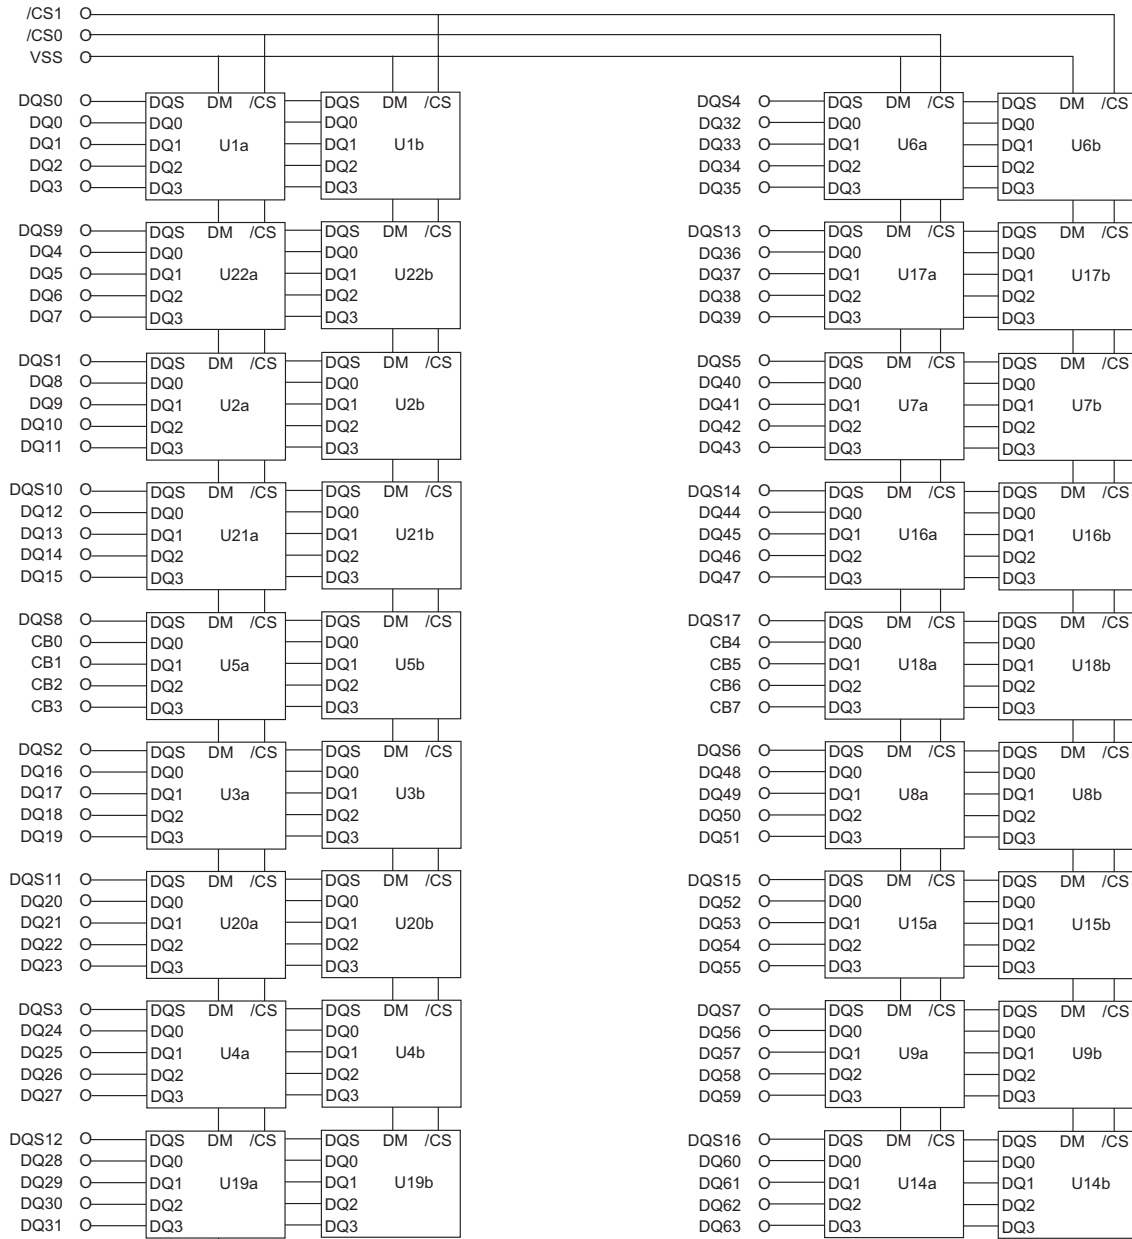 /CS1
/CS0
VSS
DQS0 DQS DM /CS DQS DM /CS
DQ0 DQ0 DQ0
DQ1 DQ1 U1a DQ1 U1b
DQ2 DQ2 DQ2
DQ3 DQ3 DQ3
DQS9 DQS DM /CS DQS DM /CS
DQ4 DQ0 DQ0
DQ5 DQ1 U22a DQ1 U22b
DQ6 DQ2 DQ2
DQ7 DQ3 DQ3
DQS1 DQS DM /CS DQS DM /CS
DQ8 DQ0 DQ0
DQ9 DQ1 U2a DQ1 U2b
DQ10 DQ2 DQ2
DQ11 DQ3 DQ3
DQS10 DQS DM /CS DQS DM /CS
DQ12 DQ0 DQ0
DQ13 DQ1 U21a DQ1 U21b
DQ14 DQ2 DQ2
DQ15 DQ3 DQ3
DQS8 DQS DM /CS DQS DM /CS
CB0 DQ0 DQ0
CB1 DQ1 U5a DQ1 U5b
CB2 DQ2 DQ2
CB3 DQ3 DQ3
DQS2 DQS DM /CS DQS DM /CS
DQ16 DQ0 DQ0
DQ17 DQ1 U3a DQ1 U3b
DQ18 DQ2 DQ2
DQ19 DQ3 DQ3
DQS11 DQS DM /CS DQS DM /CS
DQ20 DQ0 DQ0
DQ21 DQ1 U20a DQ1 U20b
DQ22 DQ2 DQ2
DQ23 DQ3 DQ3
DQS3 DQS DM /CS DQS DM /CS
DQ24 DQ0 DQ0
DQ25 DQ1 U4a DQ1 U4b
DQ26 DQ2 DQ2
DQ27 DQ3 DQ3
DQS12 DQS DM /CS DQS DM /CS
DQ28 DQ0 DQ0
DQ29 DQ1 U19a DQ1 U19b
DQ30 DQ2 DQ2
DQ31 DQ3 DQ3
DQS4 DQS DM /CS DQS DM /CS
DQ32 DQ0 DQ0
DQ33 DQ1 U6a DQ1 U6b
DQ34 DQ2 DQ2
DQ35 DQ3 DQ3
DQS13 DQS DM /CS DQS DM /CS
DQ36 DQ0 DQ0
DQ37 DQ1 U17a DQ1 U17b
DQ38 DQ2 DQ2
DQ39 DQ3 DQ3
DQS5 DQS DM /CS DQS DM /CS
DQ40 DQ0 DQ0
DQ41 DQ1 U7a DQ1 U7b
DQ42 DQ2 DQ2
DQ43 DQ3 DQ3
DQS14 DQS DM /CS DQS DM /CS
DQ44 DQ0 DQ0
DQ45 DQ1 U16a DQ1 U16b
DQ46 DQ2 DQ2
DQ47 DQ3 DQ3
DQS17 DQS DM /CS DQS DM /CS
CB4 DQ0 DQ0
CB5 DQ1 U18a DQ1 U18b
CB6 DQ2 DQ2
CB7 DQ3 DQ3
DQS6 DQS DM /CS DQS DM /CS
DQ48 DQ0 DQ0
DQ49 DQ1 U8a DQ1 U8b
DQ50 DQ2 DQ2
DQ51 DQ3 DQ3
DQS15 DQS DM /CS DQS DM /CS
DQ52 DQ0 DQ0
DQ53 DQ1 U15a DQ1 U15b
DQ54 DQ2 DQ2
DQ55 DQ3 DQ3
DQS7 DQS DM /CS DQS DM /CS
DQ56 DQ0 DQ0
DQ57 DQ1 U9a DQ1 U9b
DQ58 DQ2 DQ2
DQ59 DQ3 DQ3
DQS16 DQS DM /CS DQS DM /CS
DQ60 DQ0 DQ0
DQ61 DQ1 U14a DQ1 U14b
DQ62 DQ2 DQ2
DQ63 DQ3 DQ3